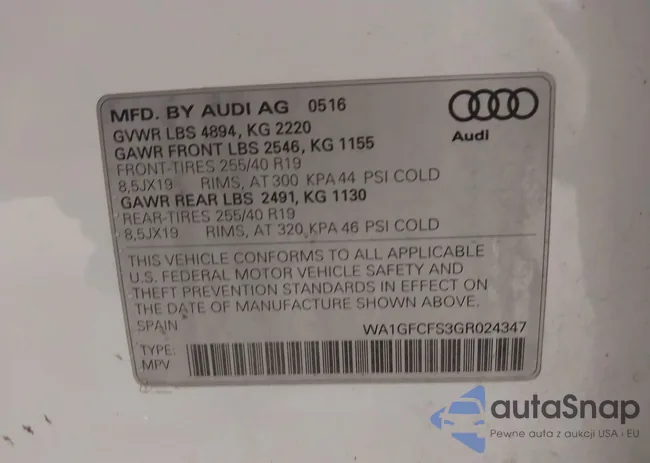 MFD. BY AUDI AG 0516
GVWR LBS 4894, KG 2220
GAWR FRONT LBS 2546, KG 1155
FRONT-TIRES 255/40 R19
8,5JX19 RIMS, AT 300 KPA 44 PSI COLD
GAWR REAR LBS 2491, KG 1130
REAR-TIRES 255/40 R19
8,5JX19 RIMS, AT 320 KPA 46 PSI COLD
Audi
THIS VEHICLE CONFORMS TO ALL APPLICABLE
U.S. FEDERAL MOTOR VEHICLE SAFETY AND
THEFT PREVENTION STANDARDS IN EFFECT ON
THE DATE OF MANUFACTURE SHOWN ABOVE.
SPAIN WA1GFCFS3GR024347
TYPE:
MPV
autaSnap
Pewne auta z aukcji USA i EU